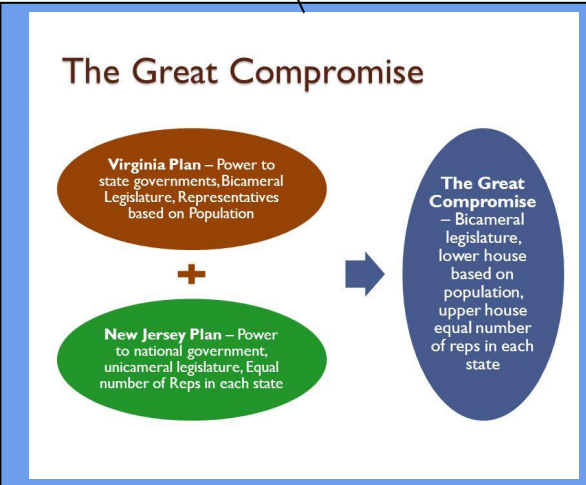 The Great Compromise
Virginia Plan – Power to
state governments, Bicameral
Legislature, Representatives
based on Population
+
New Jersey Plan – Power
to national government,
unicameral legislature, Equal
number of Reps in each state
The Great
Compromise
– Bicameral
legislature,
lower house
based on
population,
upper house
equal number
of reps in each
state